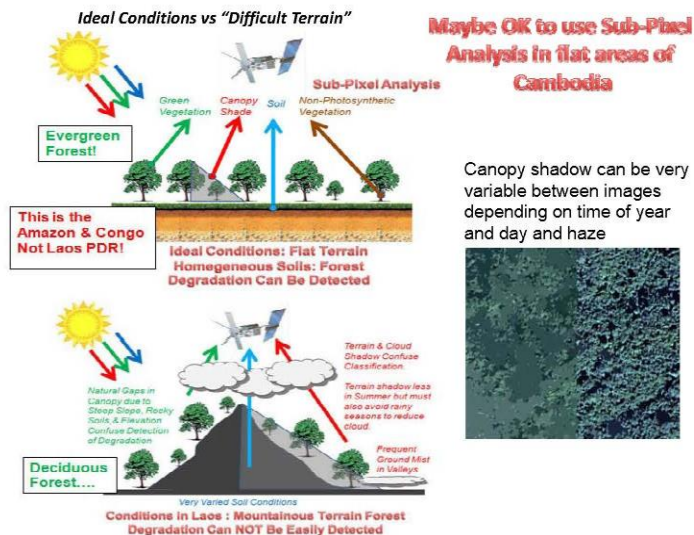 Ideal Conditions vs "Difficult Terrain"
Maybe OK to use Sub-Pixel
Analysis in flat areas of
Cambodia
Sub-Pixel Analysis
Green
Vegetation
Canopy
Shade
Soil
Non-Photosynthetic
Vegetation
Evergreen
Forest!
This is the
Amazon & Congo
Not Laos PDR!
Ideal Conditions: Flat Terrain
Homogeneous Soils: Forest
Degradation Can Be Detected
Canopy shadow can be very
variable between images
depending on time of year
and day and haze
Terrain & Cloud
Shadow Confuse
Classification.
Terrain shadow less
in Summer but must
also avoid rainy
seasons to reduce
cloud.
Natural Gaps in
Canopy due to
Steep Slope, Rocky
Soils, & Elevation
Confuse Detection
of Degradation
Frequent
Ground Mist
in Valleys
Deciduous
Forest....
Very Varied Soil Conditions
Conditions in Laos : Mountainous Terrain Forest
Degradation Can NOT Be Easily Detected